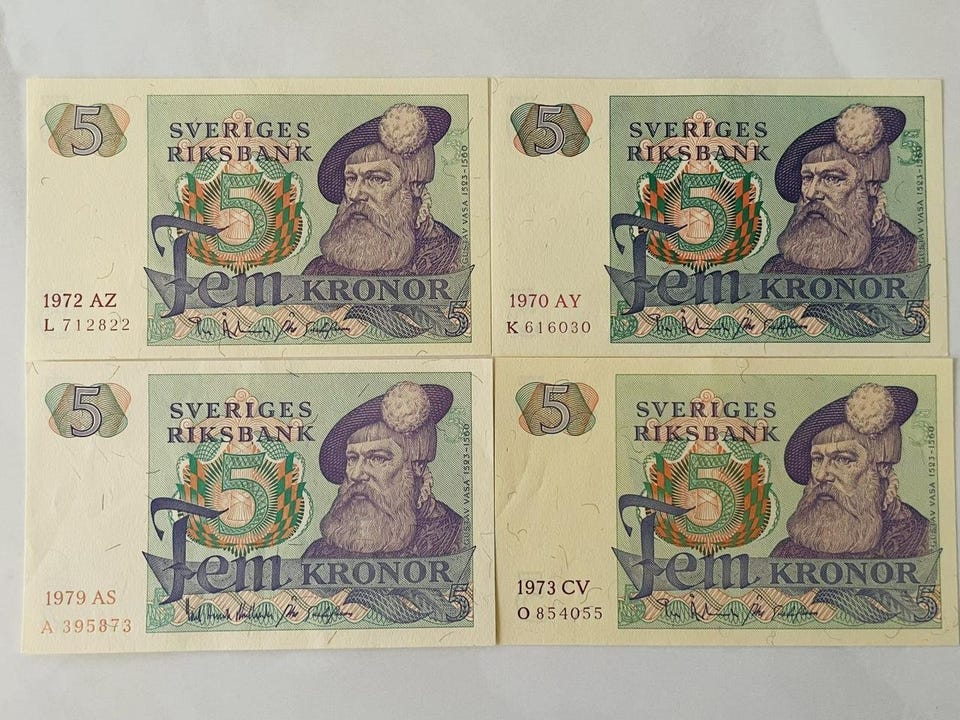 5
SVERIGES
RIKSBANK
5
GUSTAV VASA 1523-1560
Fem KRONOR
1972 AZ
L 712822
5
5
SVERIGES
RIKSBANK
5
5
GUSTAV VASA 1523-1560
Fem KRONOR
1970 AY
K 616030
5
5
SVERIGES
RIKSBANK
5
GUSTAV VASA 1523-1560
Fem KRONOR
1979 AS
A 395873
5
5
SVERIGES
RIKSBANK
5
GUSTAV VASA 1523-1560
Fem KRONOR
1973 CV
O 854055
5